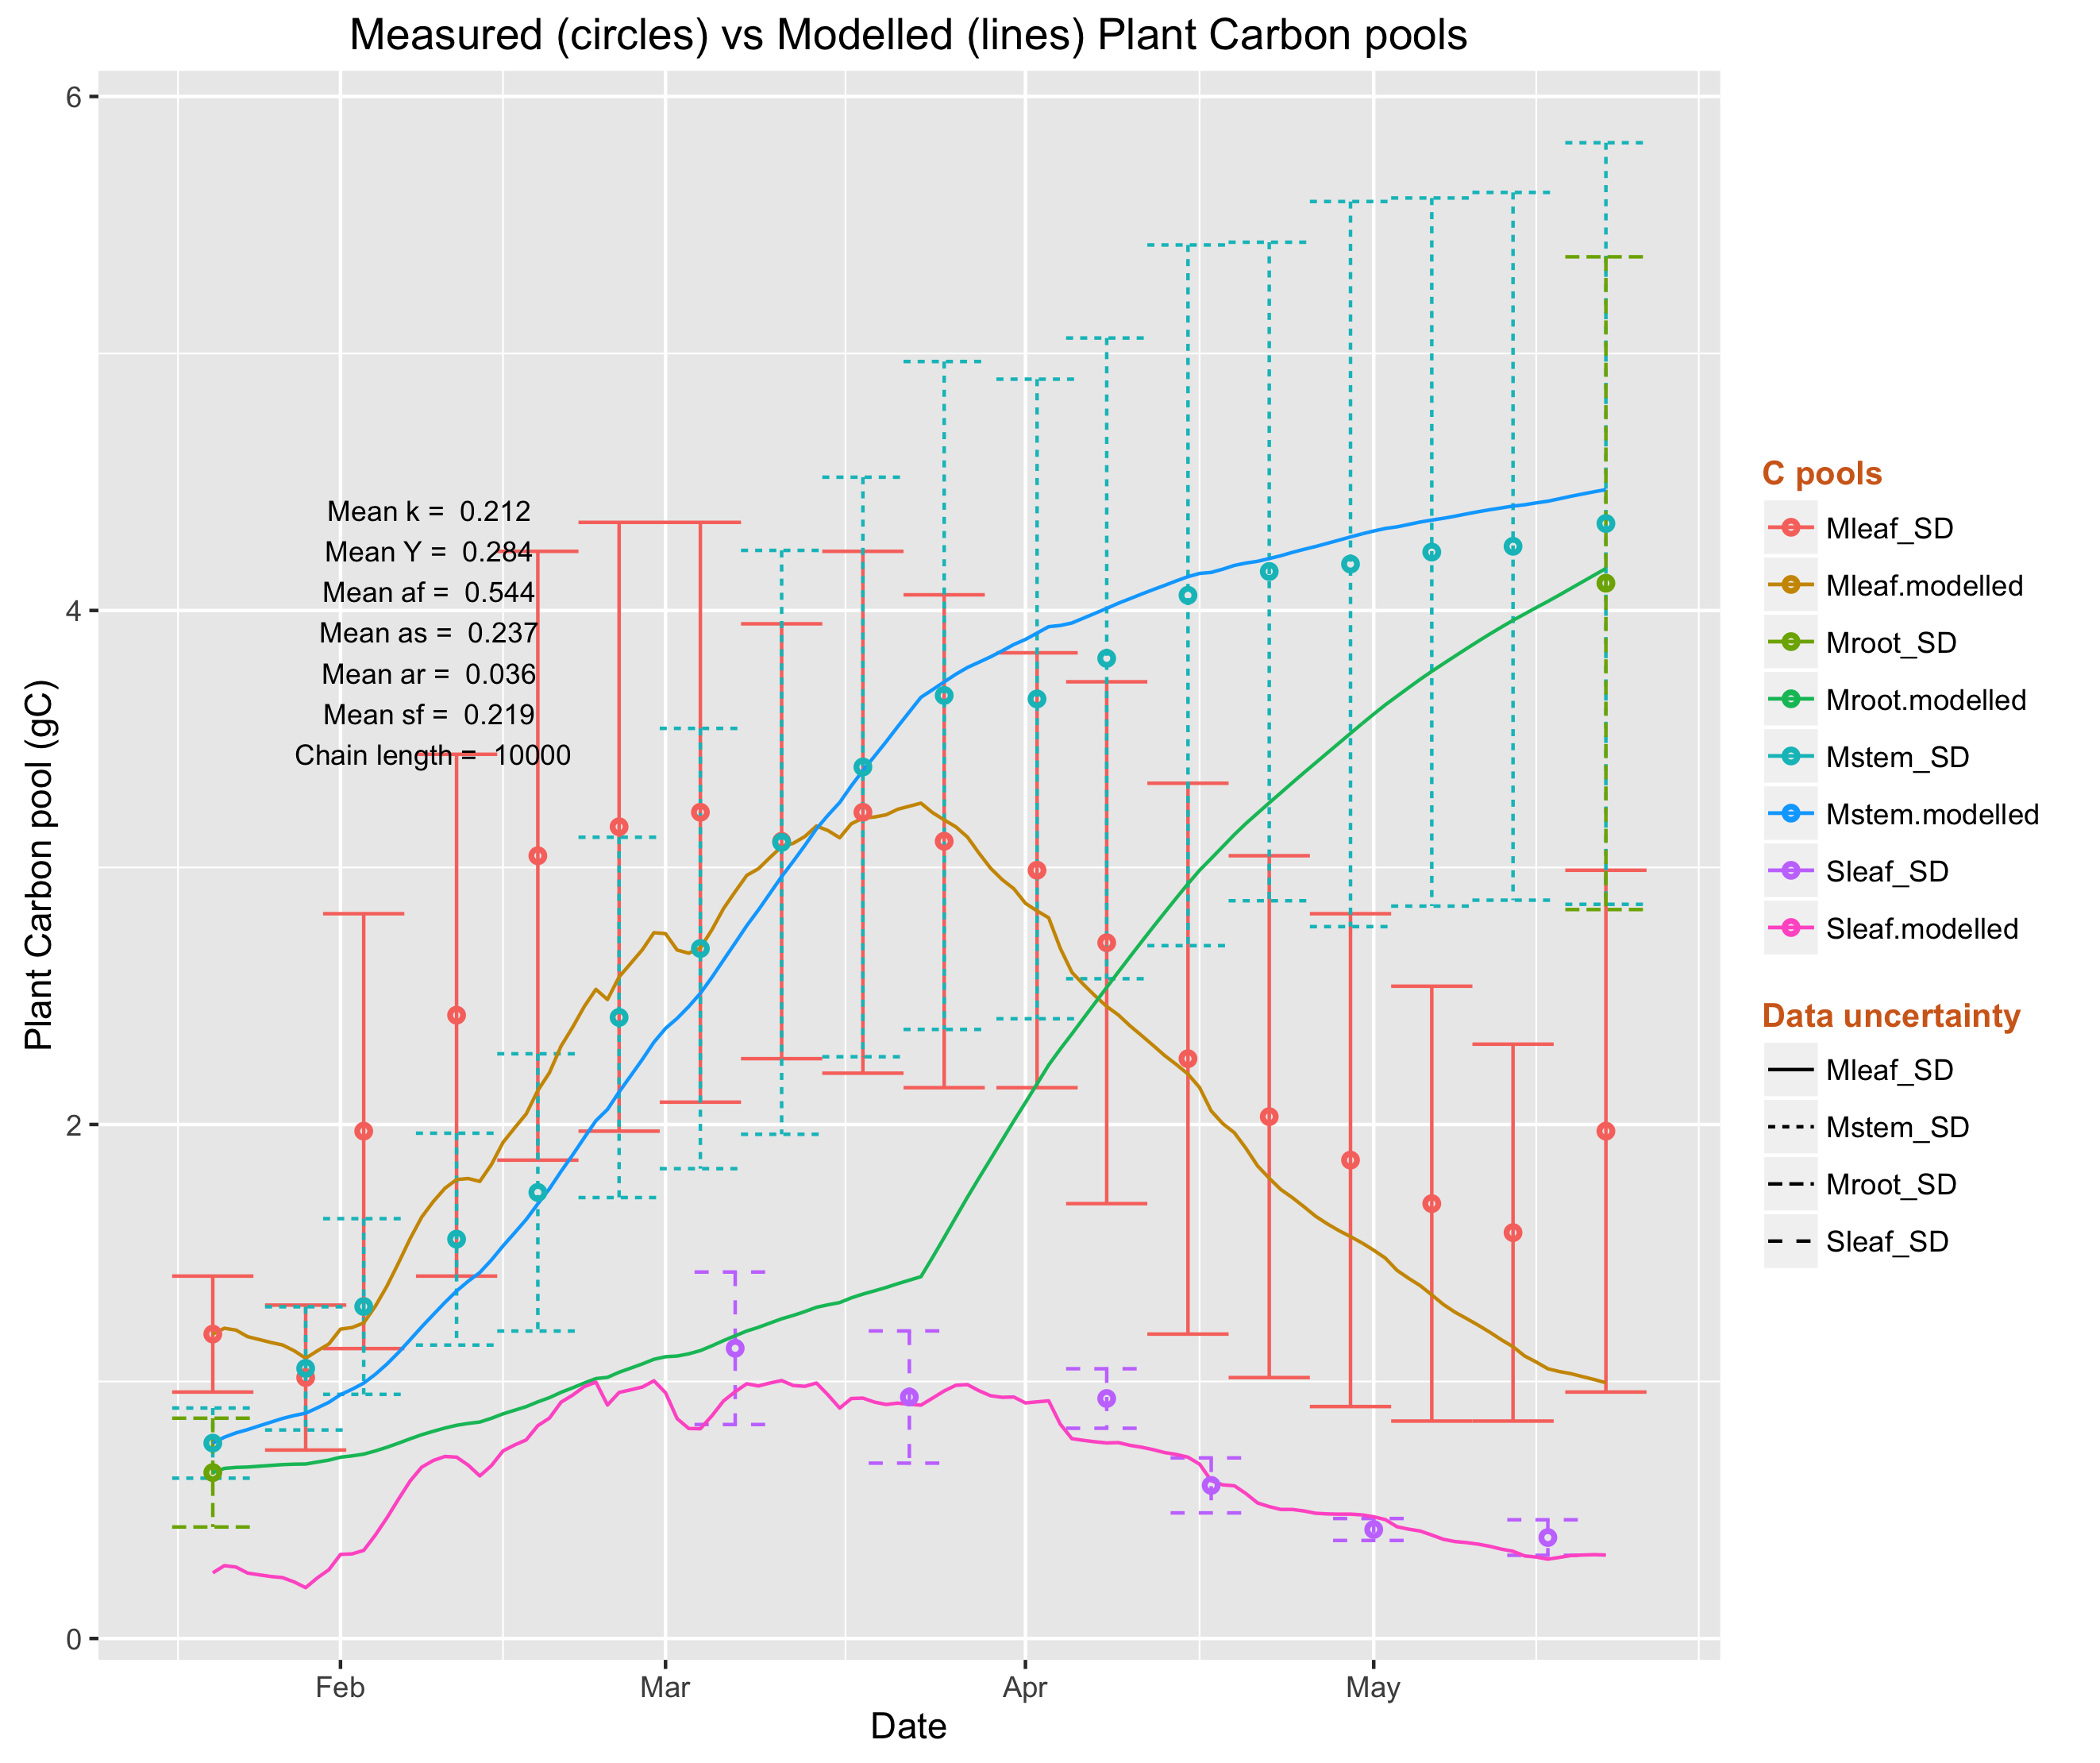 Measured (circles) vs Modelled (lines) Plant Carbon pools
6
4
2
0
Plant Carbon pool (gC)
Mean k = 0.212
Mean Y = 0.284
Mean af = 0.544
Mean as = 0.237
Mean ar = 0.036
Mean sf = 0.219
Chain length = 10000
Feb Mar Apr May
Date
C pools
Mleaf_SD
Mleaf.modelled
Mroot_SD
Mroot.modelled
Mstem_SD
Mstem.modelled
Sleaf_SD
Sleaf.modelled
Data uncertainty
Mleaf_SD
Mstem_SD
Mroot_SD
Sleaf_SD